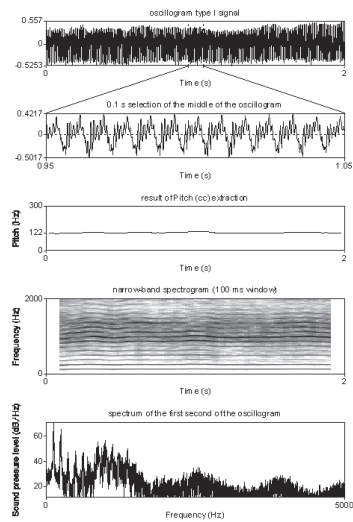 oscillogram type I signal
0.557
0
-0.5253
0
2
Time (s)
0.1 s selection of the middle of the oscillogram
0.4217
0
-0.5017
0.95
1.05
Time (s)
result of Pitch (cc) extraction
300
Pitch (Hz)
122
0
0
2
Time (s)
narrow-band spectrogram (100 ms window)
2000
Frequency (Hz)
0
0
2
Time (s)
spectrum of the first second of the oscillogram
Sound presure level (dB/Hz)
60
40
20
0
5000
Frequency (Hz)